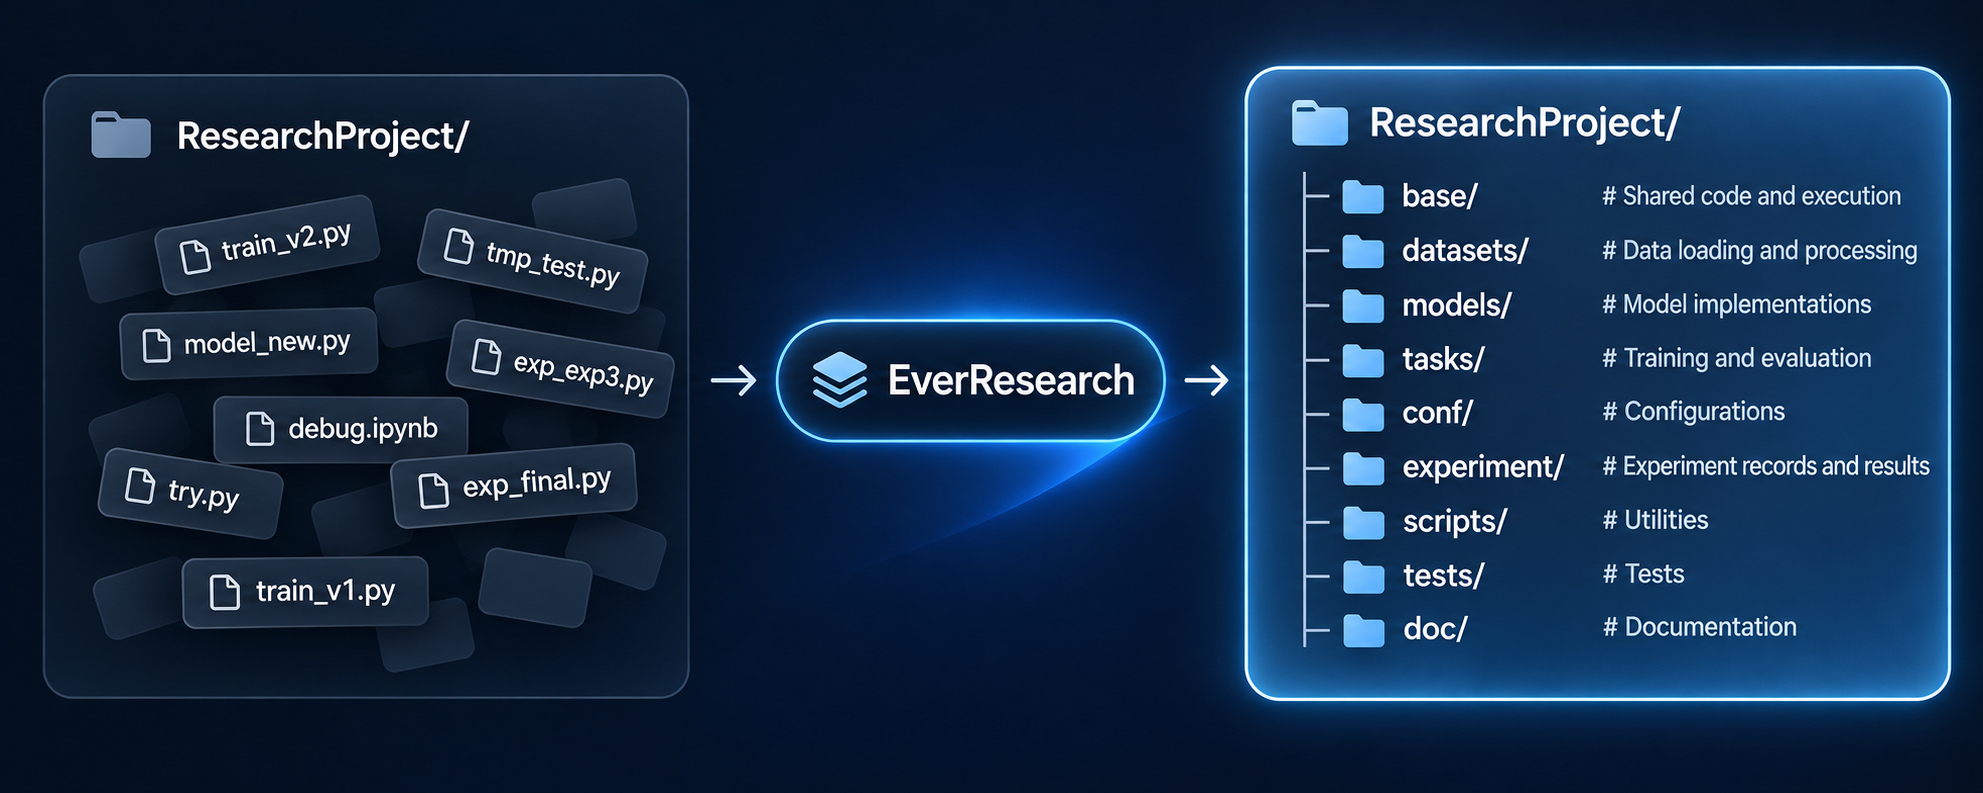 ResearchProject/
train_v2.py
tmp_test.py
model_new.py
exp_exp3.py
debug.ipynb
try.py
exp_final.py
train_v1.py
EverResearch
ResearchProject/
base/ # Shared code and execution
datasets/ # Data loading and processing
models/ # Model implementations
tasks/ # Training and evaluation
conf/ # Configurations
experiment/ # Experiment records and results
scripts/ # Utilities
tests/ # Tests
doc/ # Documentation